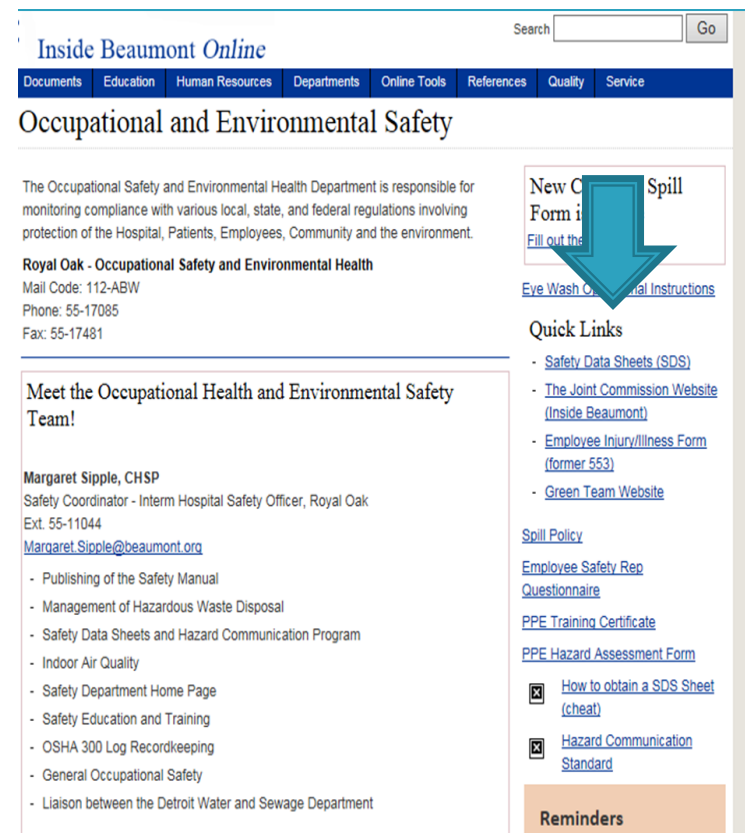 Search
Go
Inside Beaumont Online
Documents Education Human Resources Departments Online Tools References Quality Service
Occupational and Environmental Safety
The Occupational Safety and Environmental Health Department is responsible for
monitoring compliance with various local, state, and federal regulations involving
protection of the Hospital, Patients, Employees, Community and the environment.
Royal Oak - Occupational Safety and Environmental Health
Mail Code: 112-ABW
Phone: 55-17085
Fax: 55-17481
Meet the Occupational Health and Environmental Safety
Team!
Margaret Sipple, CHSP
Safety Coordinator - Interm Hospital Safety Officer, Royal Oak
Ext. 55-11044
Margaret.Sipple@beaumont.org
- Publishing of the Safety Manual
- Management of Hazardous Waste Disposal
- Safety Data Sheets and Hazard Communication Program
- Indoor Air Quality
- Safety Department Home Page
- Safety Education and Training
- OSHA 300 Log Recordkeeping
- General Occupational Safety
- Liaison between the Detroit Water and Sewage Department
New Spill
Form
Fill out the
Eye Wash Instructions
Quick Links
- Safety Data Sheets (SDS)
- The Joint Commission Website
(Inside Beaumont)
- Employee Injury/Illness Form
(former 553)
- Green Team Website
Spill Policy
Employee Safety Rep
Questionnaire
PPE Training Certificate
PPE Hazard Assessment Form
How to obtain a SDS Sheet
(cheat)
Hazard Communication
Standard
Reminders